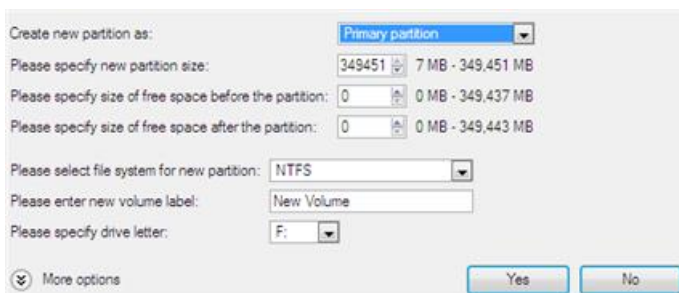 Create new partition as: Primary partition
Please specify new partition size: 349451 7 MB - 349,451 MB
Please specify size of free space before the partition: 0 0 MB - 349,437 MB
Please specify size of free space after the partition: 0 0 MB - 349,443 MB
Please select file system for new partition: NTFS
Please enter new volume label: New Volume
Please specify drive letter: F:
More options Yes No